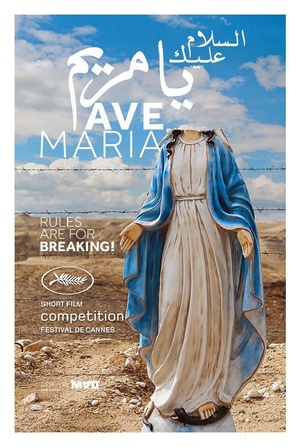 السلام
عليك
يا مريم
AVE
MARIA
RULES
ARE FOR
BREAKING!
SHORT FILM
competition
FESTIVAL DE CANNES